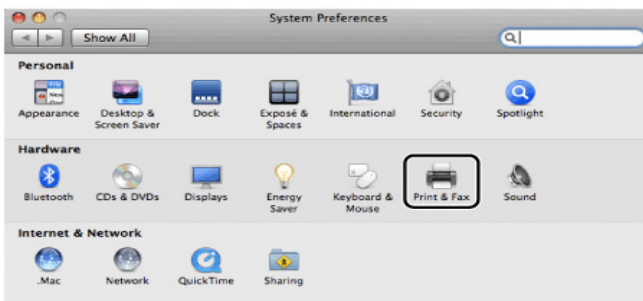 System Preferences
Show All
Personal
Appearance
Desktop &
Screen Saver
Dock
Exposé &
Spaces
International
Security
Spotlight
Hardware
Bluetooth
CDs & DVDs
Displays
Energy
Saver
Keyboard &
Mouse
Print & Fax
Sound
Internet & Network
.Mac
Network
QuickTime
Sharing